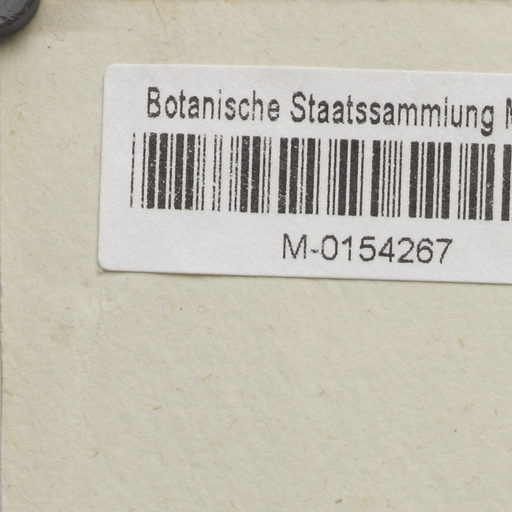 Botanische Staatssammlung M
M-0154267